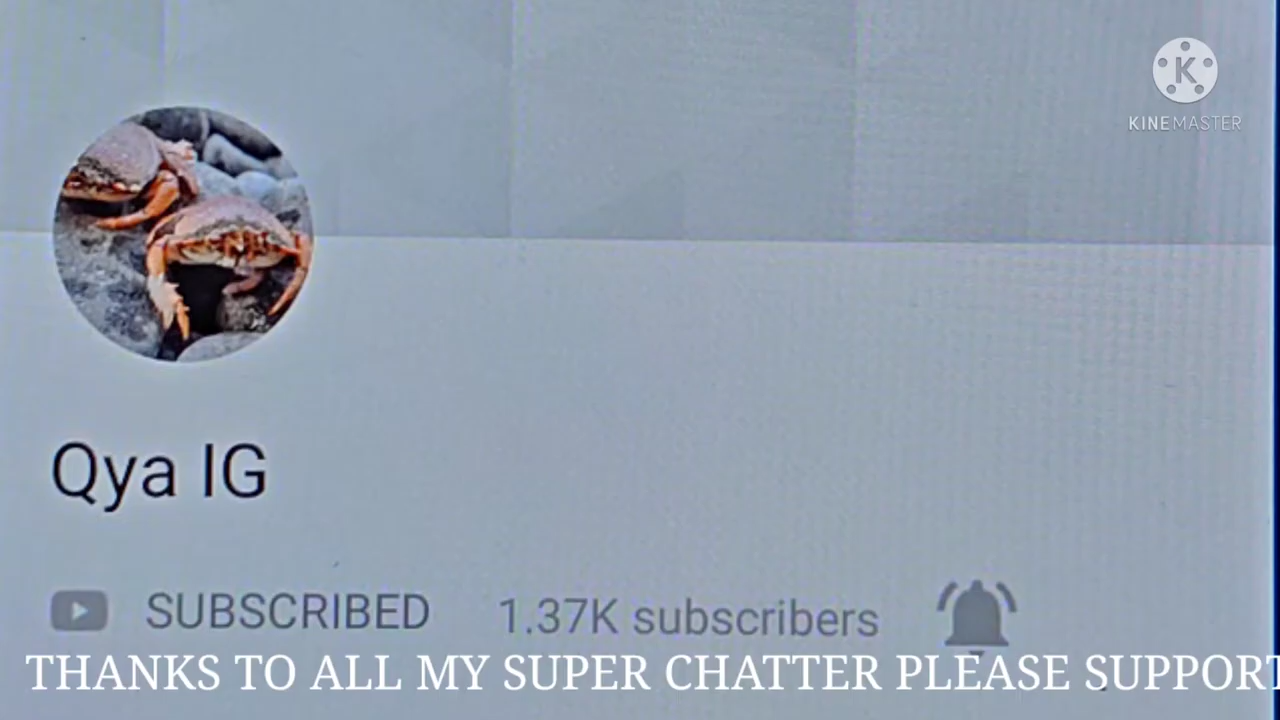 K
KINEMASTER
Qya IG
SUBSCRIBED 1.37K subscribers
THANKS TO ALL MY SUPER CHATTER PLEASE SUPPORT